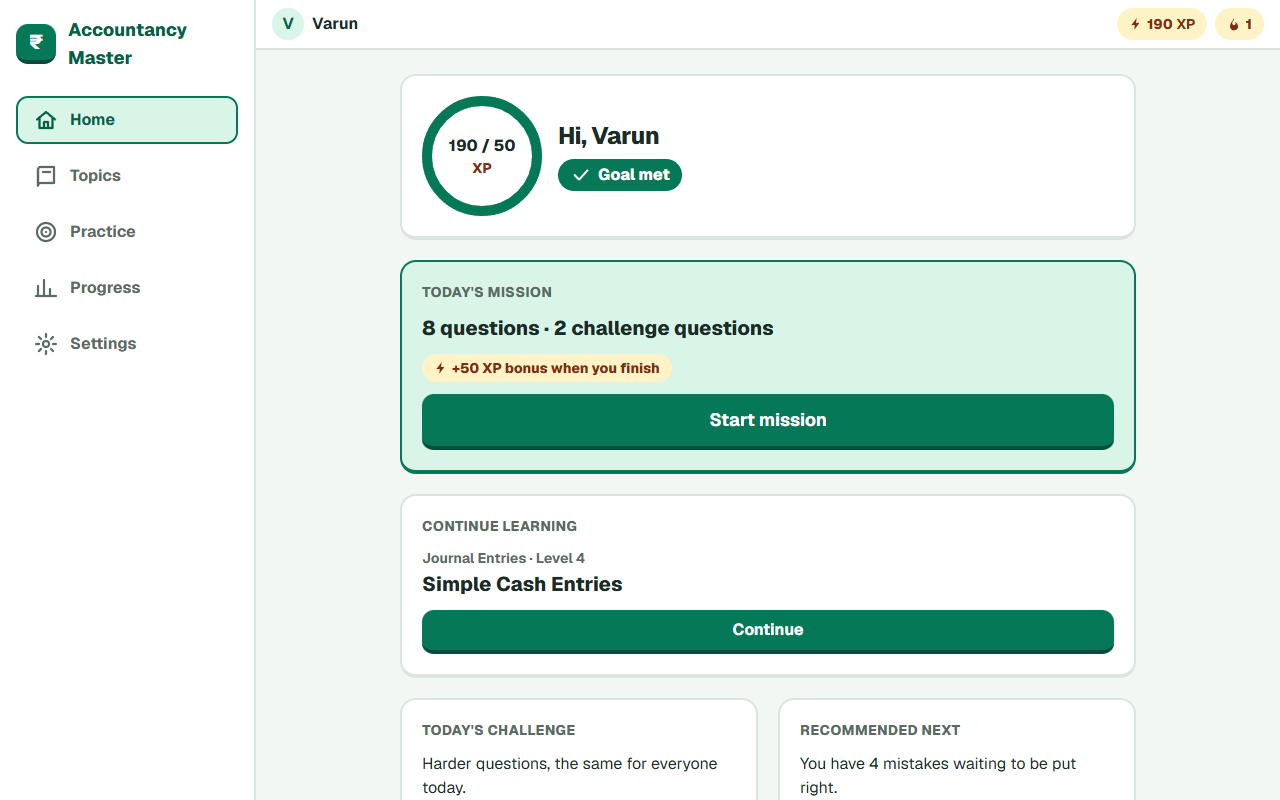 ₹
Accountancy
Master
Home
Topics
Practice
Progress
Settings
V
Varun
190 XP
1
190 / 50
XP
Hi, Varun
Goal met
TODAY'S MISSION
8 questions · 2 challenge questions
+50 XP bonus when you finish
Start mission
CONTINUE LEARNING
Journal Entries · Level 4
Simple Cash Entries
Continue
TODAY'S CHALLENGE
Harder questions, the same for everyone
today.
RECOMMENDED NEXT
You have 4 mistakes waiting to be put
right.